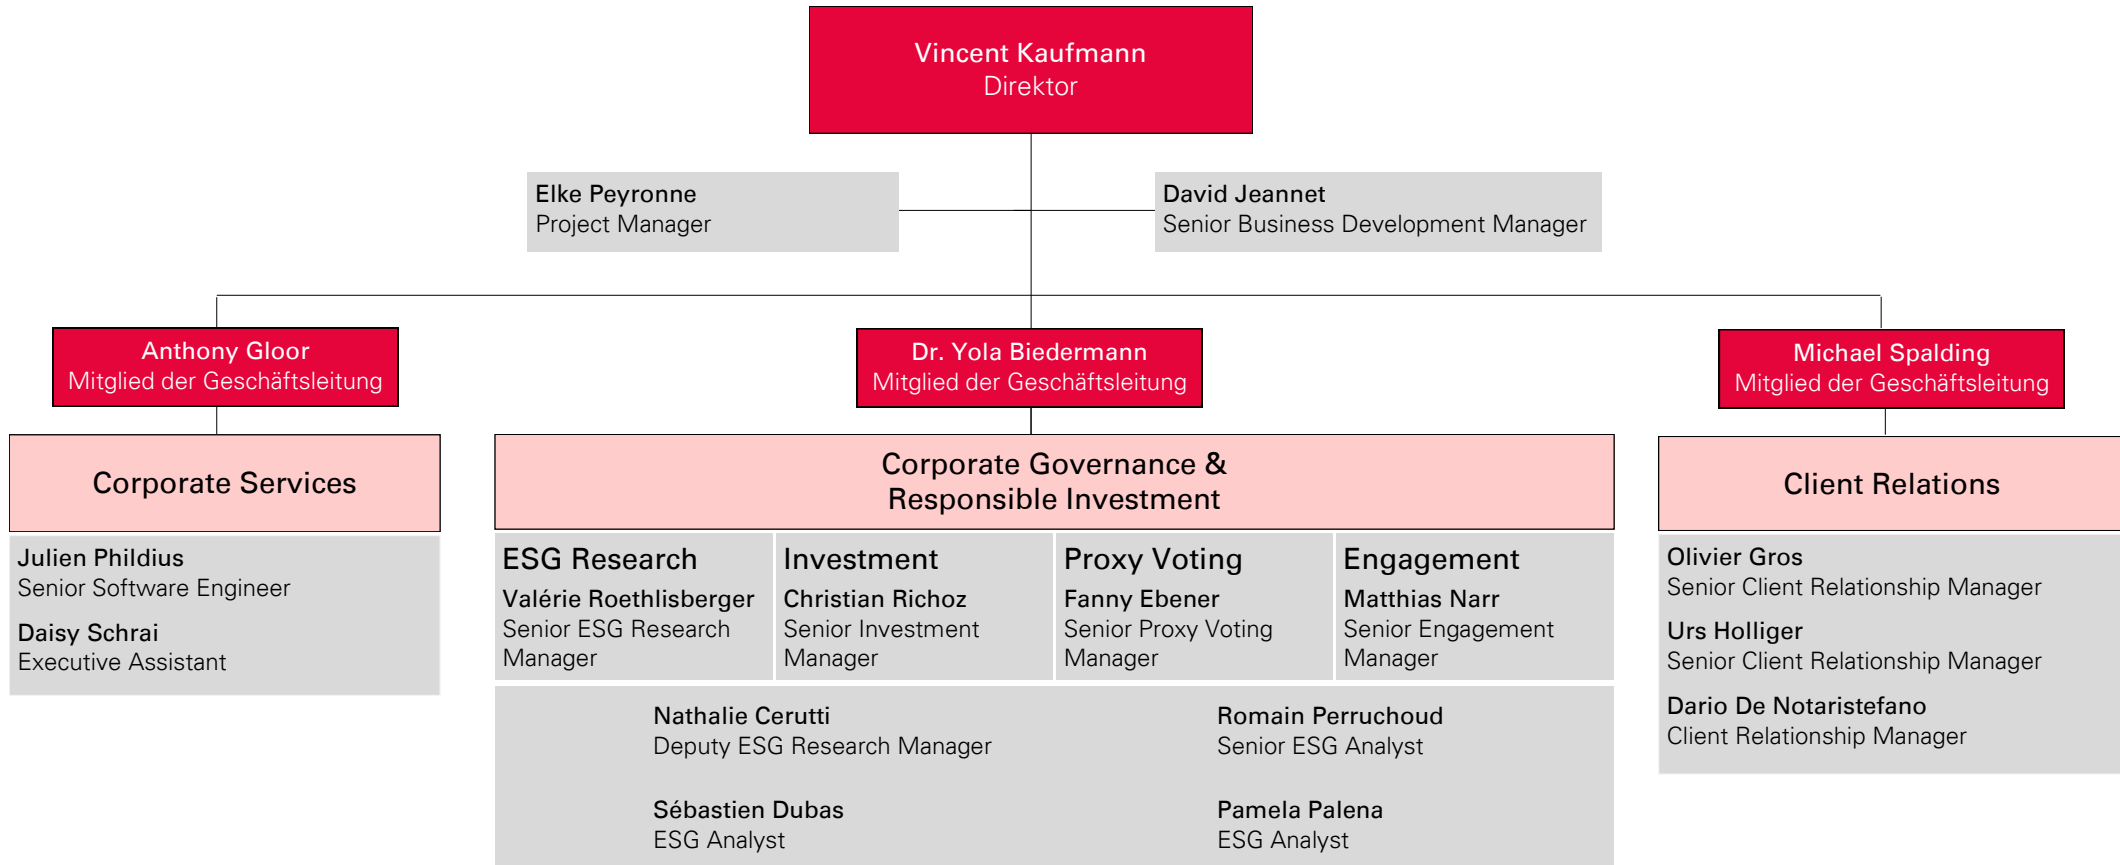 Vincent Kaufmann
Direktor
Elke Peyronne
Project Manager
David Jeannet
Senior Business Development Manager
Anthony Gloor
Mitglied der Geschäftsleitung
Dr. Yola Biedermann
Mitglied der Geschäftsleitung
Michael Spalding
Mitglied der Geschäftsleitung
Corporate Services
Julien Phildius
Senior Software Engineer
Daisy Schrai
Executive Assistant
Corporate Governance &
Responsible Investment
ESG Research
Valérie Roethlisberger
Senior ESG Research
Manager
Investment
Christian Richoz
Senior Investment
Manager
Proxy Voting
Fanny Ebener
Senior Proxy Voting
Manager
Engagement
Matthias Narr
Senior Engagement
Manager
Nathalie Cerutti
Deputy ESG Research Manager
Romain Perruchoud
Senior ESG Analyst
Sébastien Dubas
ESG Analyst
Pamela Palena
ESG Analyst
Client Relations
Olivier Gros
Senior Client Relationship Manager
Urs Holliger
Senior Client Relationship Manager
Dario De Notaristefano
Client Relationship Manager